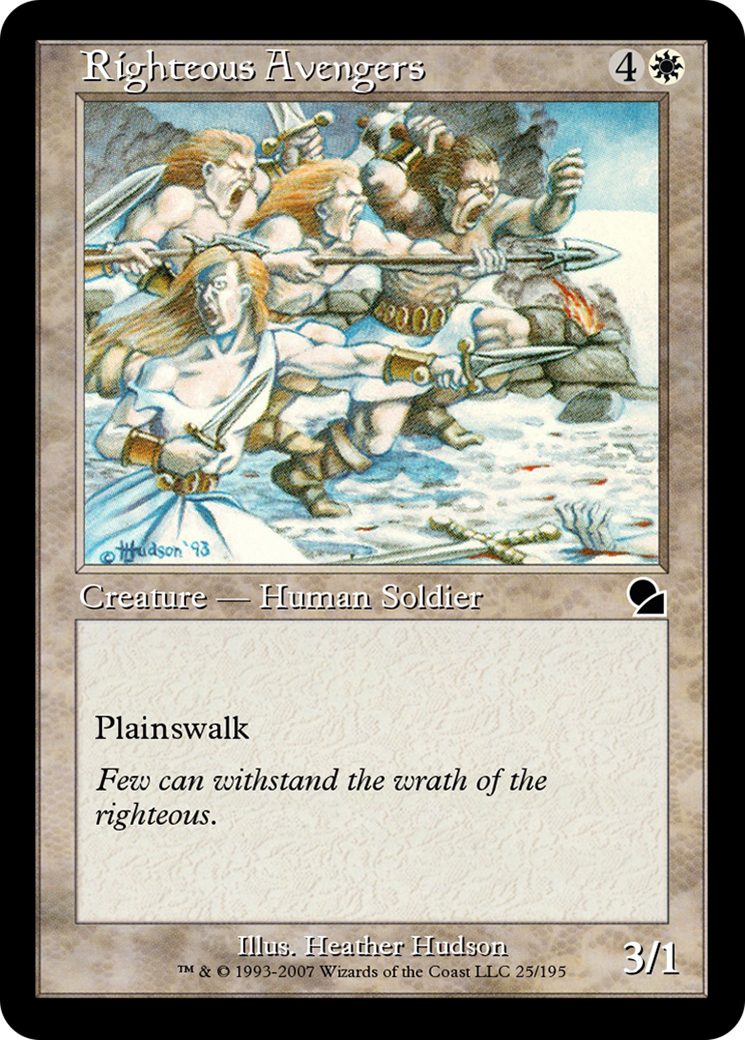 Righteous Avengers 4
© HHudson '93
Creature — Human Soldier
Plainswalk
Few can withstand the wrath of the
righteous.
Illus. Heather Hudson
™ & © 1993-2007 Wizards of the Coast LLC 25/195
3/1